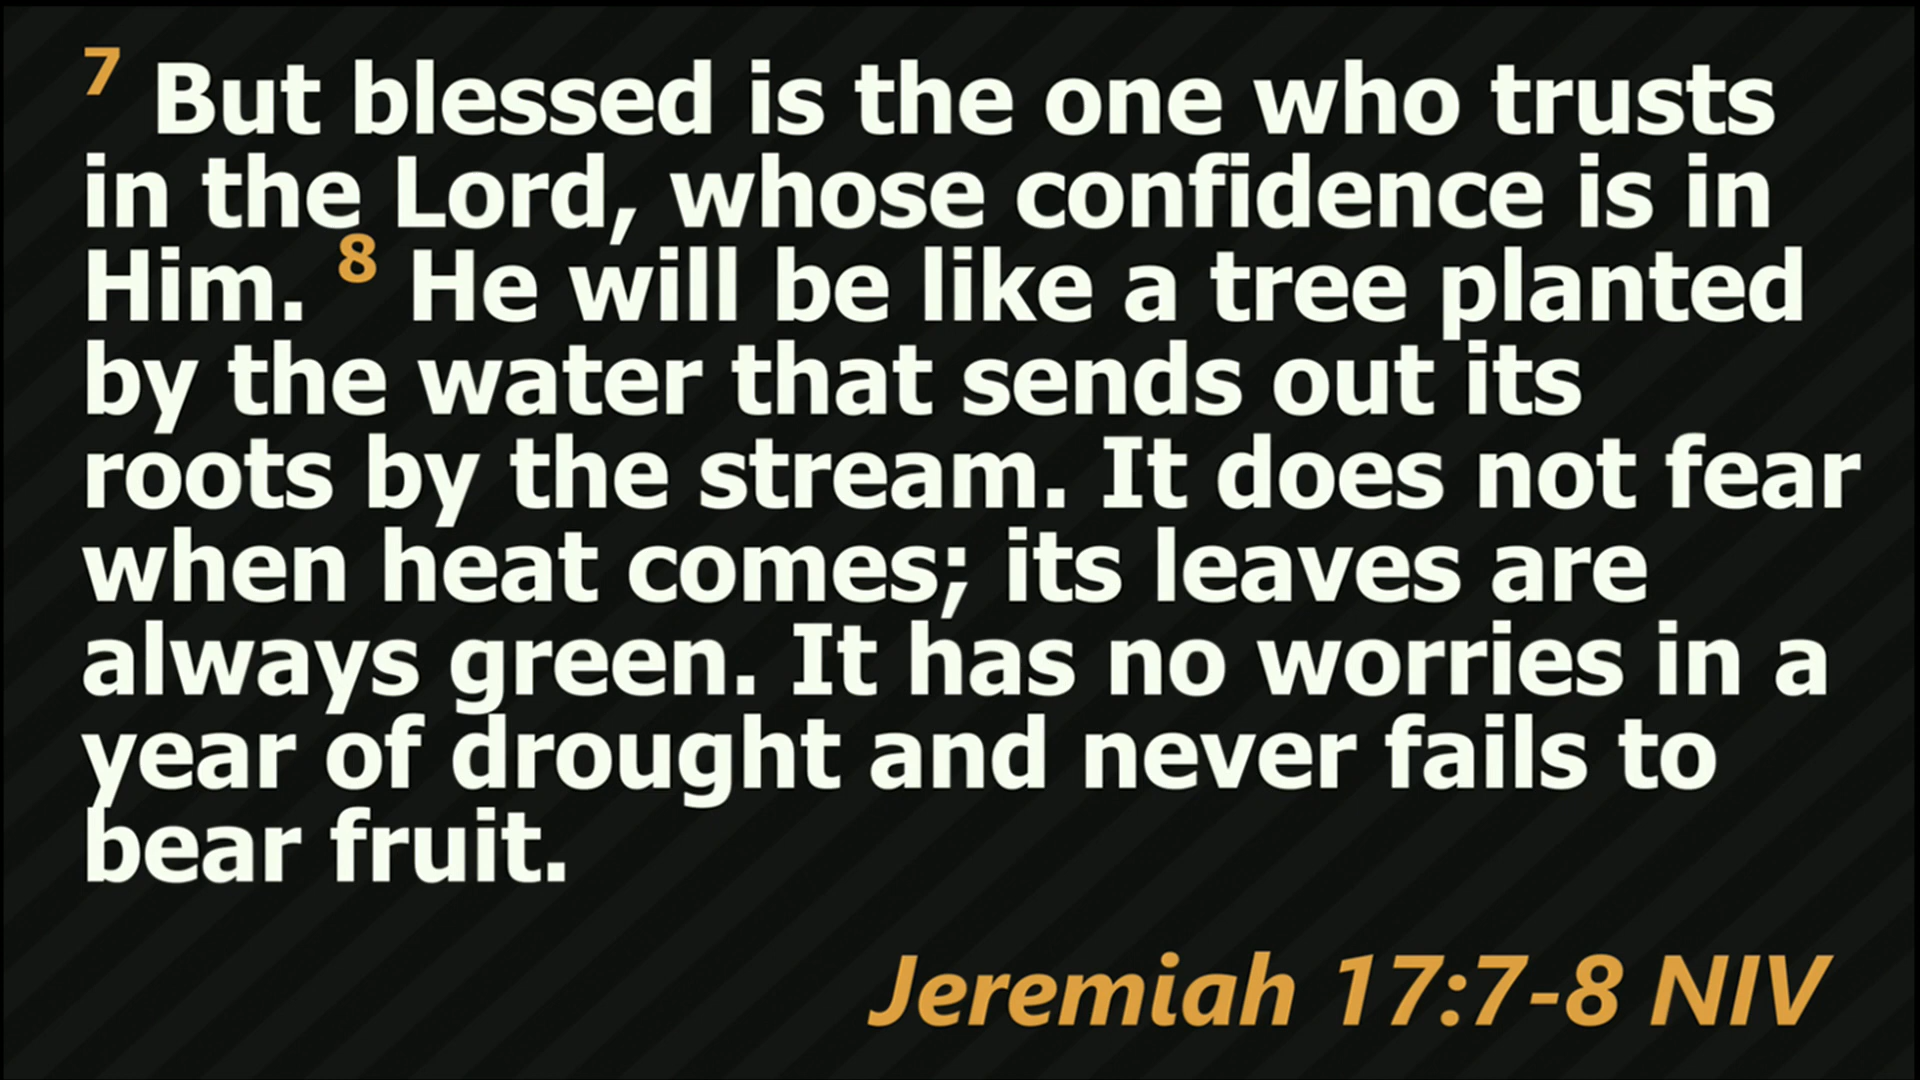 7 But blessed is the one who trusts
in the Lord, whose confidence is in
Him. 8 He will be like a tree planted
by the water that sends out its
roots by the stream. It does not fear
when heat comes; its leaves are
always green. It has no worries in a
year of drought and never fails to
bear fruit.
Jeremiah 17:7-8 NIV